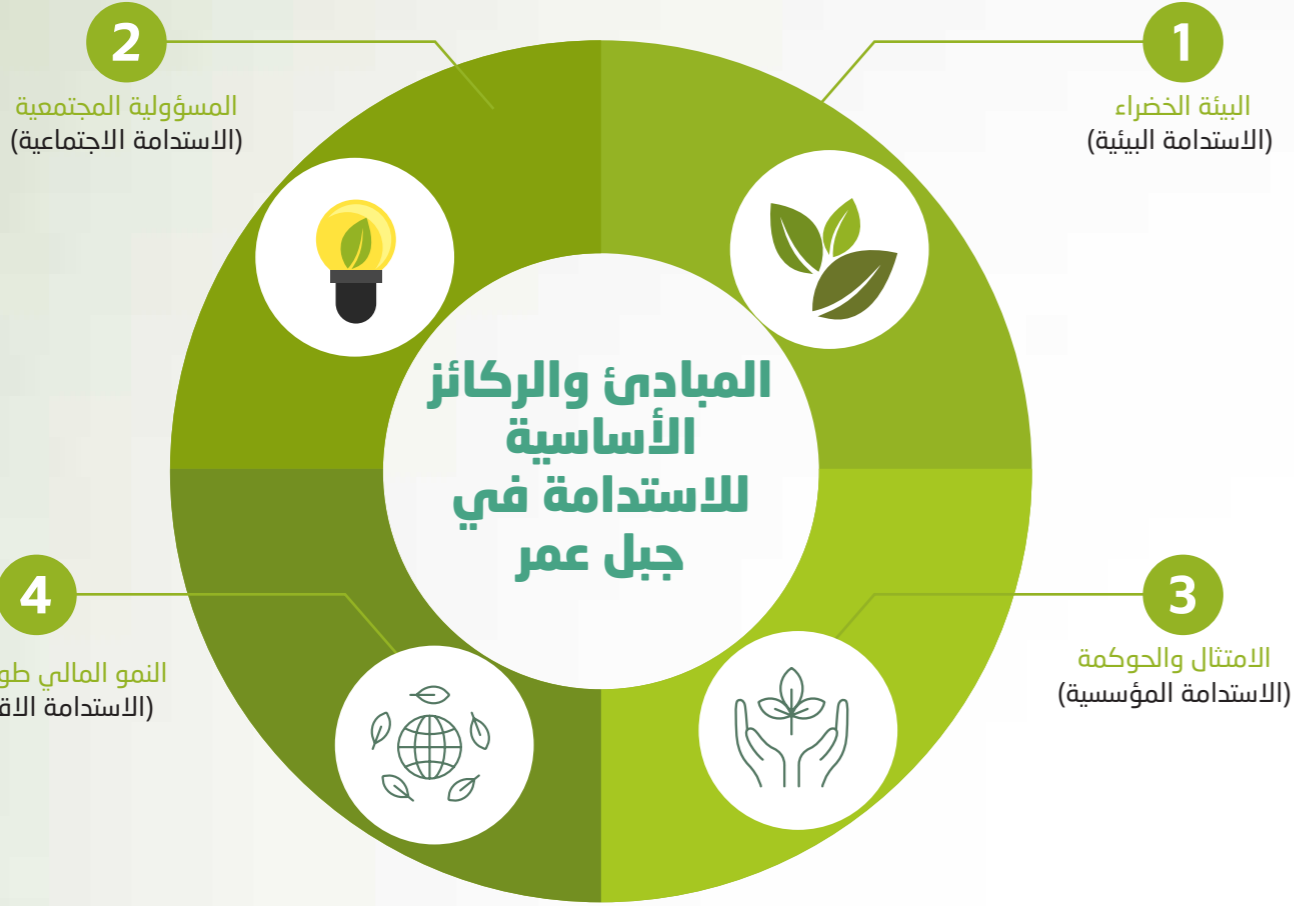 المبادئ والركائز
الأساسية
للاستدامة في
جبل عمر
1
البيئة الخضراء
(الاستدامة البيئية)
2
المسؤولية المجتمعية
(الاستدامة الاجتماعية)
3
الامتثال والحوكمة
(الاستدامة المؤسسية)
4
النمو المالي
(الاستدامة